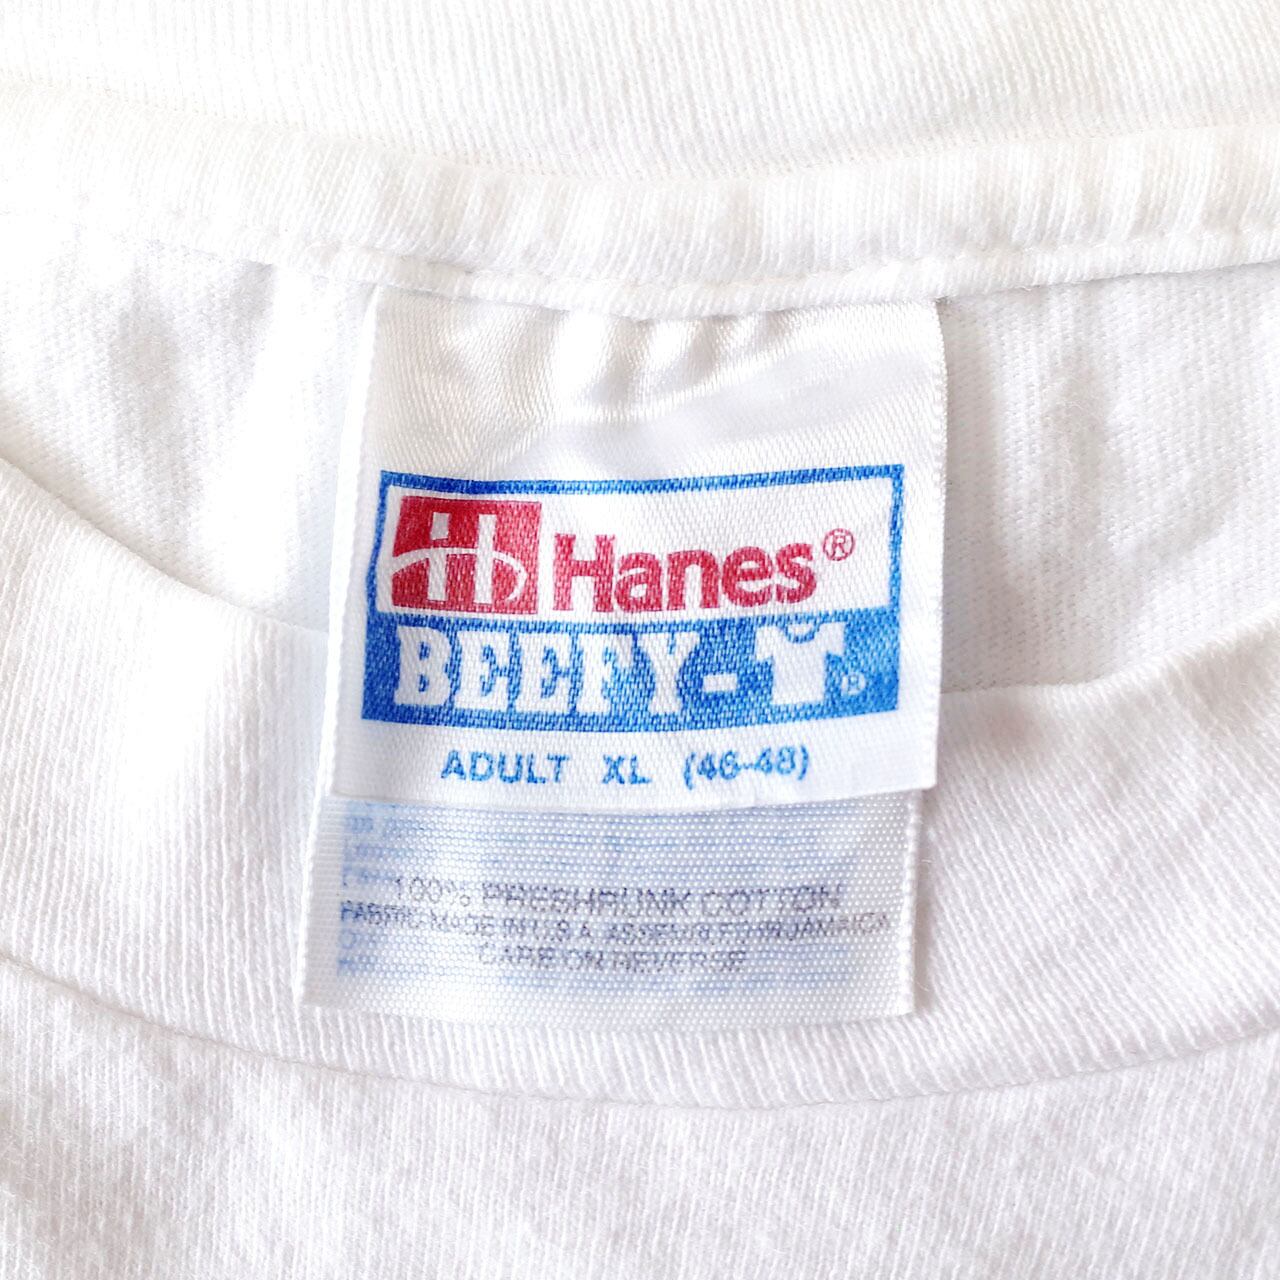 Hanes®
BEEFY-T®
ADULT XL (46-48)
100% PRESHRUNK COTTON
FABRIC MADE IN U.S.A. ASSEMBLED IN JAMAICA
CARE ON REVERSE